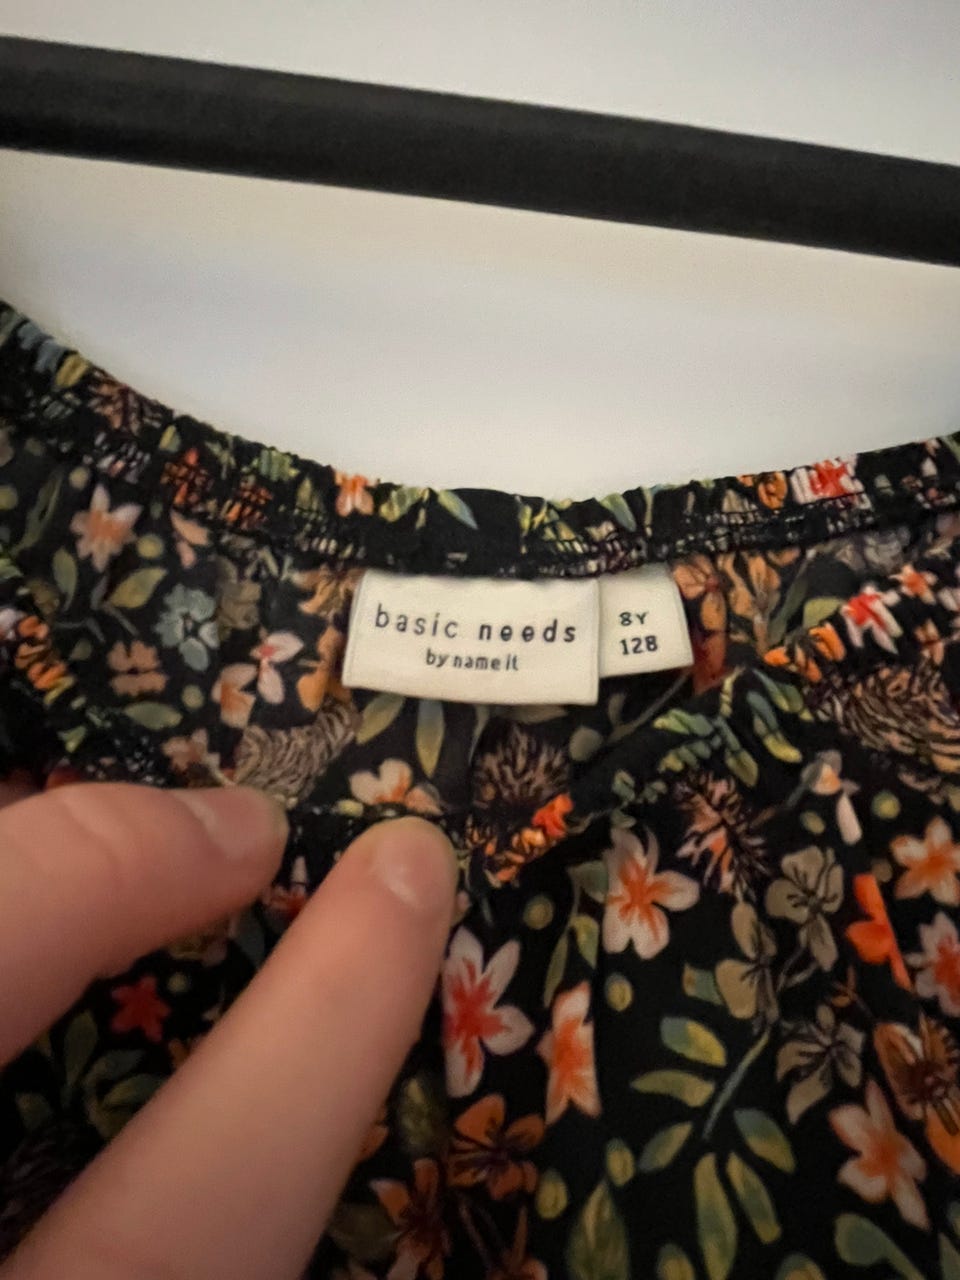 basic needs
by name it
8Y
128